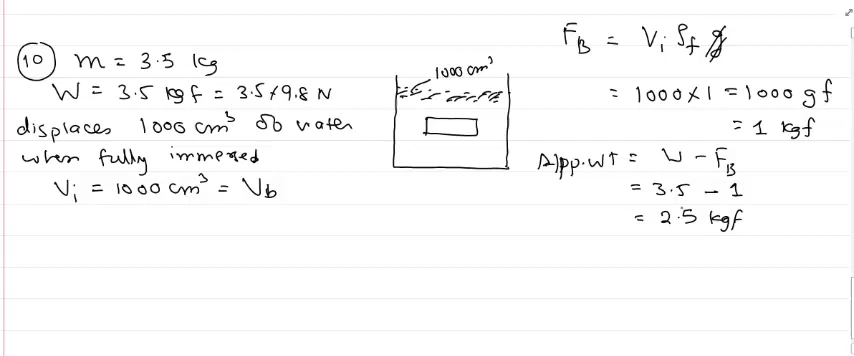 10 m = 3.5 kg
W = 3.5 kgf = 3.5 × 9.8 N
displaces 1000 cm³ of water
when fully immersed
Vi = 1000 cm³ = Vb
1000 cm³
FB = Vi ρf g
= 1000 × 1 = 1000 gf
= 1 kgf
App. wt = W - FB
= 3.5 - 1
= 2.5 kgf